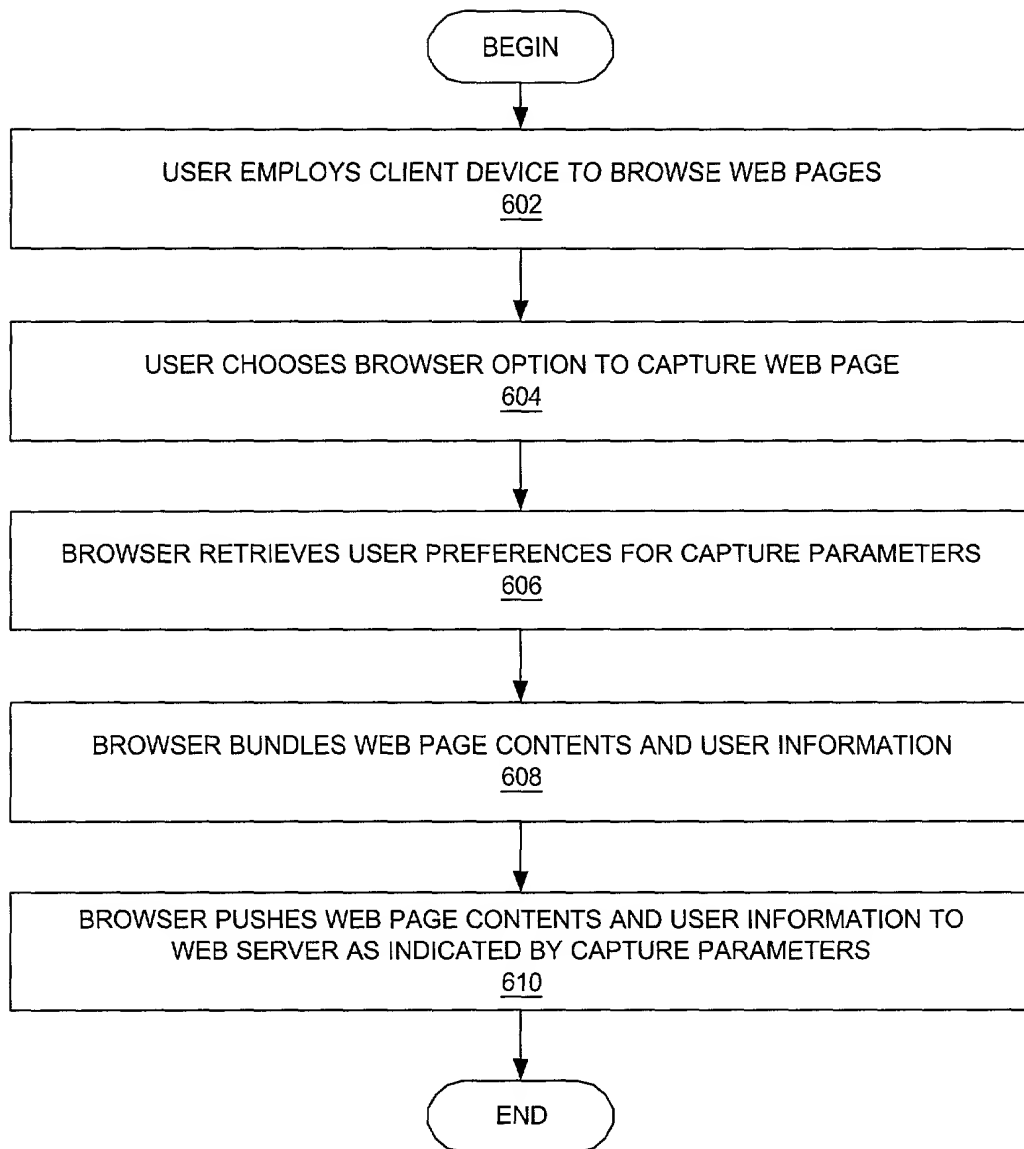 BEGIN
USER EMPLOYS CLIENT DEVICE TO BROWSE WEB PAGES
602
USER CHOOSES BROWSER OPTION TO CAPTURE WEB PAGE
604
BROWSER RETRIEVES USER PREFERENCES FOR CAPTURE PARAMETERS
606
BROWSER BUNDLES WEB PAGE CONTENTS AND USER INFORMATION
608
BROWSER PUSHES WEB PAGE CONTENTS AND USER INFORMATION TO
WEB SERVER AS INDICATED BY CAPTURE PARAMETERS
610
END